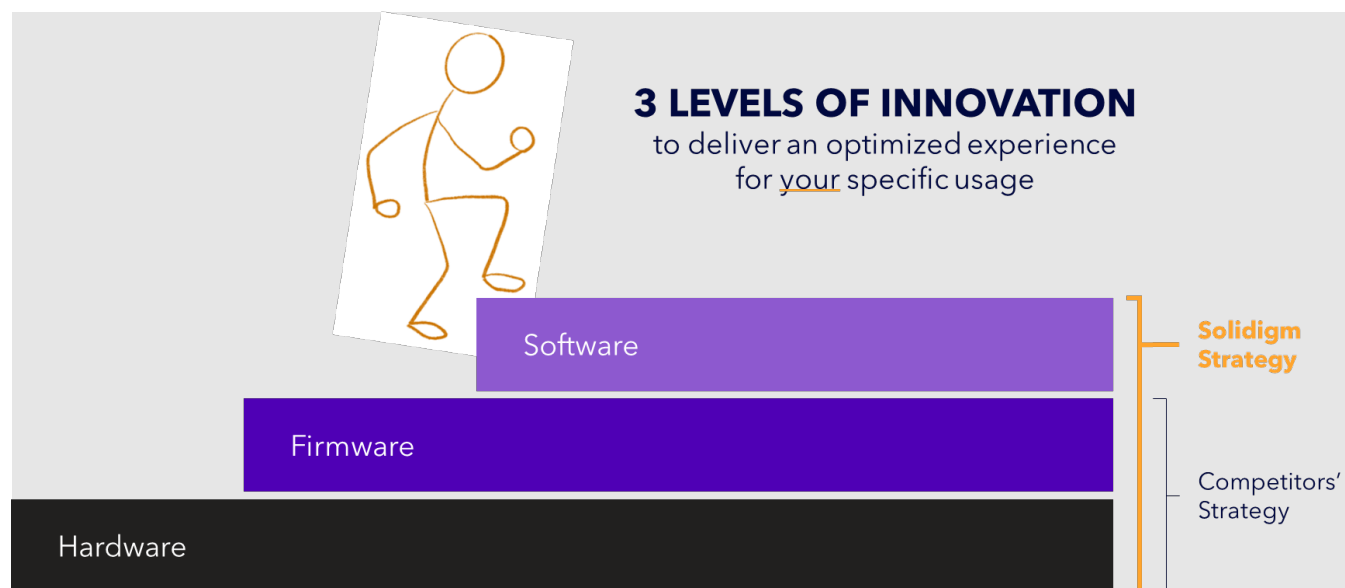 3 LEVELS OF INNOVATION
to deliver an optimized experience
for your specific usage
Software
Solidigm
Strategy
Firmware
Competitors’
Strategy
Hardware